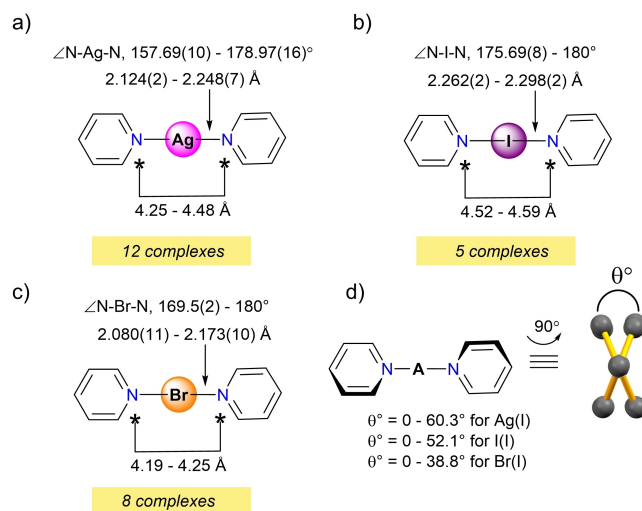 a)
∠N-Ag-N, 157.69(10) - 178.97(16)°
2.124(2) - 2.248(7) Å
N Ag N
* *
4.25 - 4.48 Å
12 complexes
b)
∠N-I-N, 175.69(8) - 180°
2.262(2) - 2.298(2) Å
N I N
* *
4.52 - 4.59 Å
5 complexes
c)
∠N-Br-N, 169.5(2) - 180°
2.080(11) - 2.173(10) Å
N Br N
* *
4.19 - 4.25 Å
8 complexes
d)
θ°
90°
N A N
θ° = 0 - 60.3° for Ag(I)
θ° = 0 - 52.1° for I(I)
θ° = 0 - 38.8° for Br(I)